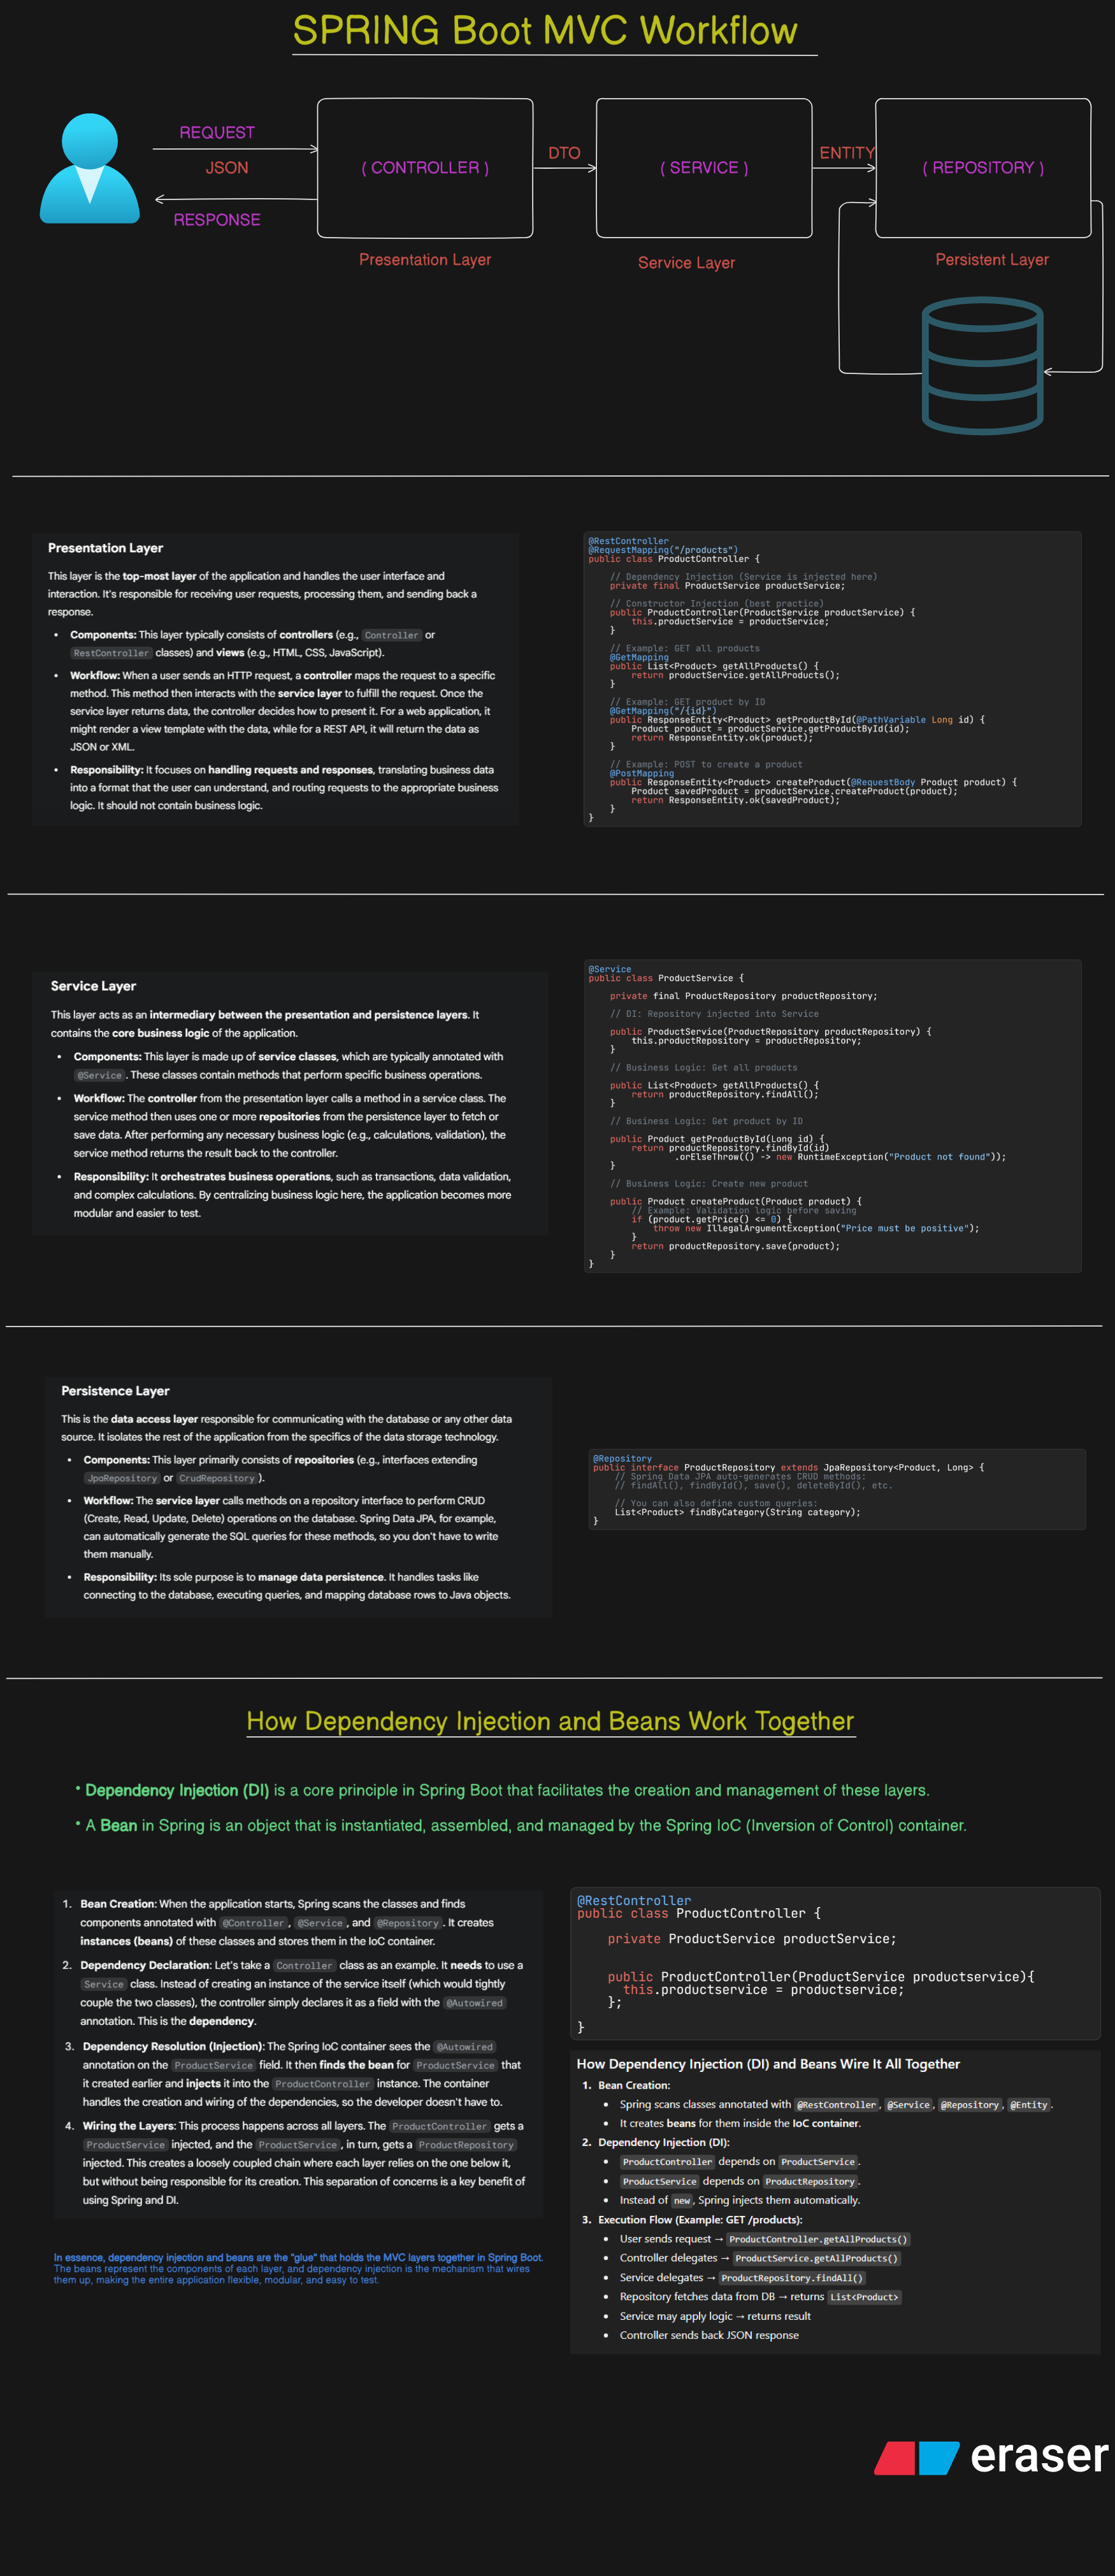 SPRING Boot MVC Workflow
REQUEST
JSON
RESPONSE
( CONTROLLER )
DTO
( SERVICE )
ENTITY
( REPOSITORY )
Presentation Layer
Service Layer
Persistent Layer
Presentation Layer
This layer is the top-most layer of the application and handles the user interface and
interaction. It's responsible for receiving user requests, processing them, and sending back a
response.
• Components: This layer typically consists of controllers (e.g., Controller or
RestController classes) and views (e.g., HTML, CSS, JavaScript).
• Workflow: When a user sends an HTTP request, a controller maps the request to a specific
method. This method then interacts with the service layer to fulfill the request. Once the
service layer returns data, the controller decides how to present it. For a web application, it
might render a view template with the data, while for a REST API, it will return the data as
JSON or XML.
• Responsibility: It focuses on handling requests and responses, translating business data
into a format that the user can understand, and routing requests to the appropriate business
logic. It should not contain business logic.
@RestController
@RequestMapping("/products")
public class ProductController {
// Dependency Injection (Service is injected here)
private final ProductService productService;
// Constructor Injection (best practice)
public ProductController(ProductService productService) {
this.productService = productService;
}
// Example: GET all products
@GetMapping
public List<Product> getAllProducts() {
return productService.getAllProducts();
}
// Example: GET product by ID
@GetMapping("/{id}")
public ResponseEntity<Product> getProductById(@PathVariable Long id) {
Product product = productService.getProductById(id);
return ResponseEntity.ok(product);
}
// Example: POST to create a product
@PostMapping
public ResponseEntity<Product> createProduct(@RequestBody Product product) {
Product savedProduct = productService.createProduct(product);
return ResponseEntity.ok(savedProduct);
}
}
Service Layer
This layer acts as an intermediary between the presentation and persistence layers. It
contains the core business logic of the application.
• Components: This layer is made up of service classes, which are typically annotated with
@Service. These classes contain methods that perform specific business operations.
• Workflow: The controller from the presentation layer calls a method in a service class. The
service method then uses one or more repositories from the persistence layer to fetch or
save data. After performing any necessary business logic (e.g., calculations, validation), the
service method returns the result back to the controller.
• Responsibility: It orchestrates business operations, such as transactions, data validation,
and complex calculations. By centralizing business logic here, the application becomes more
modular and easier to test.
@Service
public class ProductService {
private final ProductRepository productRepository;
// DI: Repository injected into Service
public ProductService(ProductRepository productRepository) {
this.productRepository = productRepository;
}
// Business Logic: Get all products
public List<Product> getAllProducts() {
return productRepository.findAll();
}
// Business Logic: Get product by ID
public Product getProductById(Long id) {
return productRepository.findById(id)
.orElseThrow(() -> new RuntimeException("Product not found"));
}
// Business Logic: Create new product
public Product createProduct(Product product) {
// Example: Validation logic before saving
if (product.getPrice() <= 0) {
throw new IllegalArgumentException("Price must be positive");
}
return productRepository.save(product);
}
}
Persistence Layer
This is the data access layer responsible for communicating with the database or any other data
source. It isolates the rest of the application from the specifics of the data storage technology.
• Components: This layer primarily consists of repositories (e.g., interfaces extending
JpaRepository or CrudRepository).
• Workflow: The service layer calls methods on a repository interface to perform CRUD
(Create, Read, Update, Delete) operations on the database. Spring Data JPA, for example,
can automatically generate the SQL queries for these methods, so you don't have to write
them manually.
• Responsibility: Its sole purpose is to manage data persistence. It handles tasks like
connecting to the database, executing queries, and mapping database rows to Java objects.
@Repository
public interface ProductRepository extends JpaRepository<Product, Long> {
// Spring Data JPA auto-generates CRUD methods:
// findAll(), findById(), save(), deleteById(), etc.
// You can also define custom queries:
List<Product> findByCategory(String category);
}
How Dependency Injection and Beans Work Together
• Dependency Injection (DI) is a core principle in Spring Boot that facilitates the creation and management of these layers.
• A Bean in Spring is an object that is instantiated, assembled, and managed by the Spring IoC (Inversion of Control) container.
1. Bean Creation: When the application starts, Spring scans the classes and finds
components annotated with @Controller, @Service, and @Repository. It creates
instances (beans) of these classes and stores them in the IoC container.
2. Dependency Declaration: Let's take a Controller class as an example. It needs to use a
Service class. Instead of creating an instance of the service itself (which would tightly
couple the two classes), the controller simply declares it as a field with the @Autowired
annotation. This is the dependency.
3. Dependency Resolution (Injection): The Spring IoC container sees the @Autowired
annotation on the ProductService field. It then finds the bean for ProductService that
it created earlier and injects it into the ProductController instance. The container
handles the creation and wiring of the dependencies, so the developer doesn't have to.
4. Wiring the Layers: This process happens across all layers. The ProductController gets a
ProductService injected, and the ProductService, in turn, gets a ProductRepository
injected. This creates a loosely coupled chain where each layer relies on the one below it,
but without being responsible for its creation. This separation of concerns is a key benefit of
using Spring and DI.
In essence, dependency injection and beans are the "glue" that holds the MVC layers together in Spring Boot.
The beans represent the components of each layer, and dependency injection is the mechanism that wires
them up, making the entire application flexible, modular, and easy to test.
@RestController
public class ProductController {
private ProductService productService;
public ProductController(ProductService productservice){
this.productservice = productservice;
};
}
How Dependency Injection (DI) and Beans Wire It All Together
1. Bean Creation:
• Spring scans classes annotated with @RestController, @Service, @Repository, @Entity.
• It creates beans for them inside the IoC container.
2. Dependency Injection (DI):
• ProductController depends on ProductService.
• ProductService depends on ProductRepository.
• Instead of new, Spring injects them automatically.
3. Execution Flow (Example: GET /products):
• User sends request → ProductController.getAllProducts()
• Controller delegates → ProductService.getAllProducts()
• Service delegates → ProductRepository.findAll()
• Repository fetches data from DB → returns List<Product>
• Service may apply logic → returns result
• Controller sends back JSON response
eraser